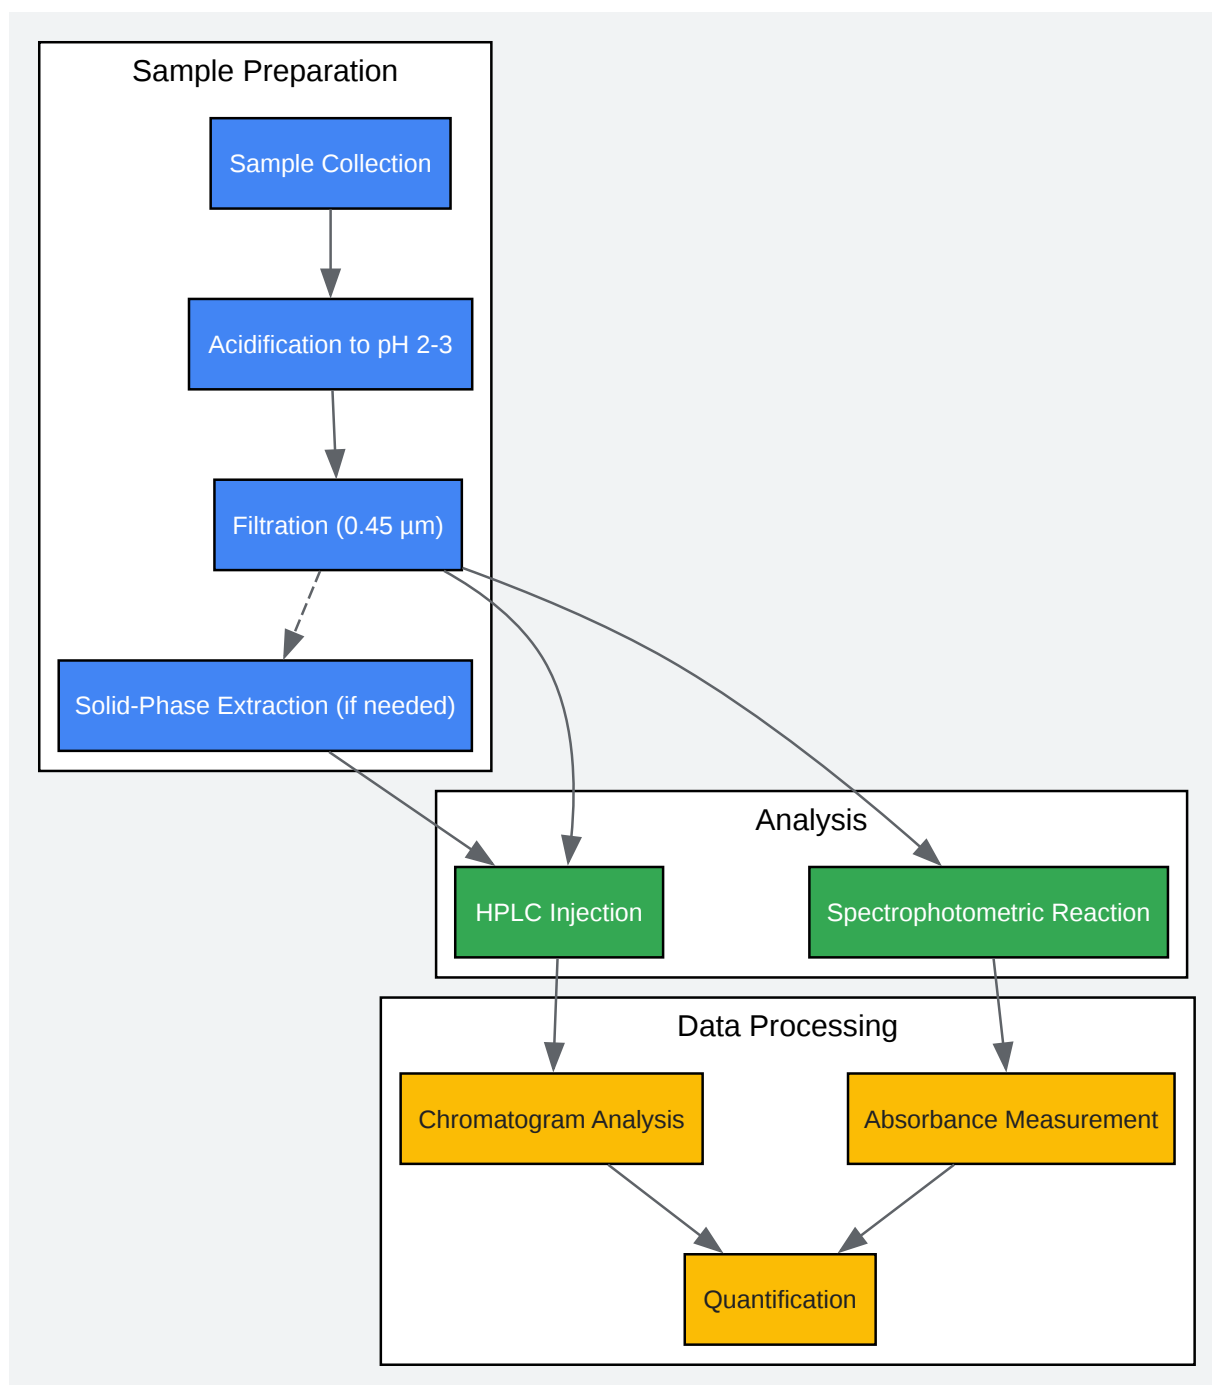 Sample Preparation
Sample Collection
Acidification to pH 2-3
Filtration (0.45 µm)
Solid-Phase Extraction (if needed)
Analysis
HPLC Injection
Spectrophotometric Reaction
Data Processing
Chromatogram Analysis
Absorbance Measurement
Quantification